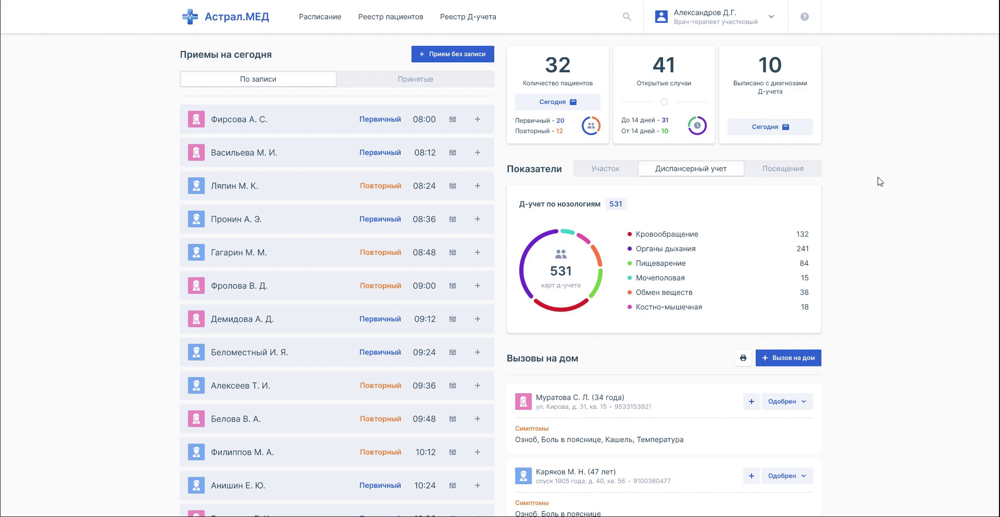 Астрал.МЕД
Расписание
Реестр пациентов
Реестр Д-учета
Александров Д.Г.
Врач-терапевт участковый
Приемы на сегодня
+ Прием без записи
По записи
Принятые
Фирсова А. С. Первичный 08:00
Васильева М. И. Первичный 08:12
Ляпин М. К. Повторный 08:24
Пронин А. Э. Первичный 08:36
Гагарин М. М. Повторный 08:48
Фролова В. Д. Повторный 09:00
Демидова А. Д. Первичный 09:12
Беломестный И. Я. Первичный 09:24
Алексеев Т. И. Повторный 09:36
Белова В. А. Повторный 09:48
Филиппов М. А. Повторный 10:12
Анишин Е. Ю. Первичный 10:24
32
Количество пациентов
Сегодня
Первичный - 20
Повторный - 12
41
Открытые случаи
До 14 дней - 31
От 14 дней - 10
10
Выписано с диагнозами
Д-учета
Сегодня
Показатели
Участок
Диспансерный учет
Посещения
Д-учет по нозологиям 531
531
карт д-учета
Кровообращение 132
Органы дыхания 241
Пищеварение 84
Мочеполовая 15
Обмен веществ 38
Костно-мышечная 18
Вызовы на дом
+ Вызов на дом
Муратова С. Л. (34 года)
ул. Кирова, д. 31, кв. 15 • 9533153921
Одобрен
Симптомы
Озноб, Боль в пояснице, Кашель, Температура
Каряков М. Н. (47 лет)
спуск 1905 года, д. 40, кв. 56 • 9100380477
Одобрен
Симптомы
Озноб, Боль в пояснице